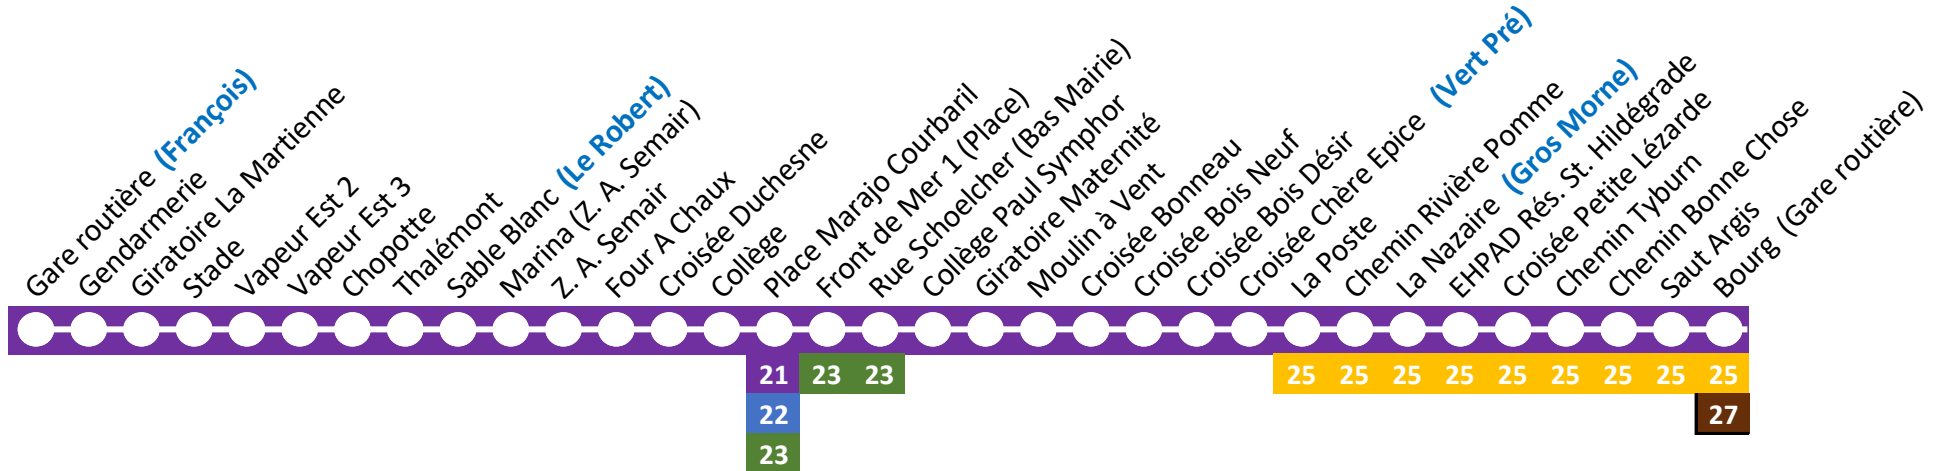 Gare routière (François)
Gendarmerie
Giratoire La Martienne
Stade
Vapeur Est 2
Vapeur Est 3
Chopotte
Thalémont
Sable Blanc (Le Robert)
Marina (Z. A. Semair)
Z. A. Semair
Four A Chaux
Croisée Duchesne
Collège
Place Marajo Courbaril
Front de Mer 1 (Place)
Rue Schoelcher (Bas Mairie)
Collège Paul Symphor
Giratoire Maternité
Moulin à Vent
Croisée Bonneau
Croisée Bois Neuf
Croisée Bois Désir
Croisée Chère Epice (Vert Pré)
La Poste
Chemin Rivière Pomme
La Nazaire (Gros Morne)
EHPAD Rés. St. Hildégrade
Croisée Petite Lézarde
Chemin Tyburn
Chemin Bonne Chose
Saut Argis
Bourg (Gare routière)
21 23 23 25 25 25 25 25 25 25 25 25
22 27
23